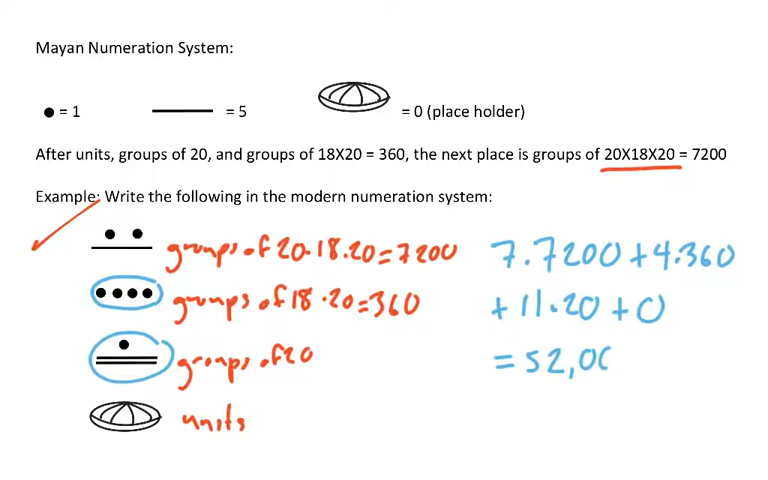 Mayan Numeration System:
= 1 = 5 = 0 (place holder)
After units, groups of 20, and groups of 18X20 = 360, the next place is groups of 20X18X20 = 7200
Example: Write the following in the modern numeration system:
groups of 20·18·20=7200
groups of 18·20=360
groups of 20
units
7·7200+4·360
+11·20+0
=52,00